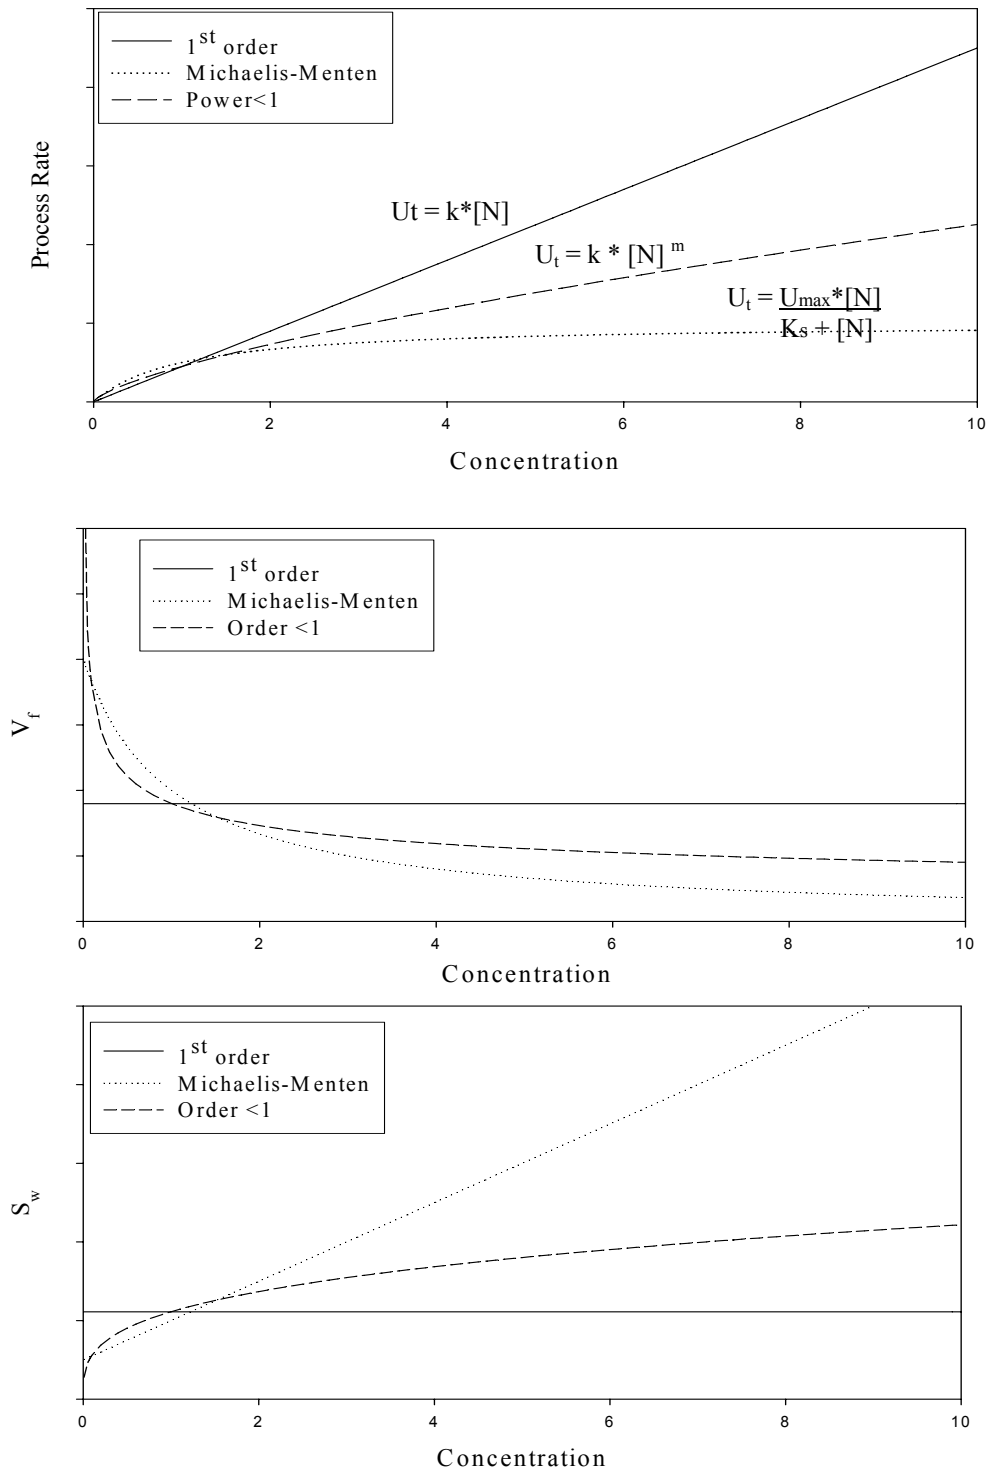 1st order
Michaelis-Menten
Power<1
Process Rate
Ut = k*[N]
Ut = k * [N] m
Ut = Umax*[N]
Ks + [N]
0 2 4 6 8 10
Concentration
1st order
Michaelis-Menten
Order <1
Vf
0 2 4 6 8 10
Concentration
1st order
Michaelis-Menten
Order <1
Sw
0 2 4 6 8 10
Concentration